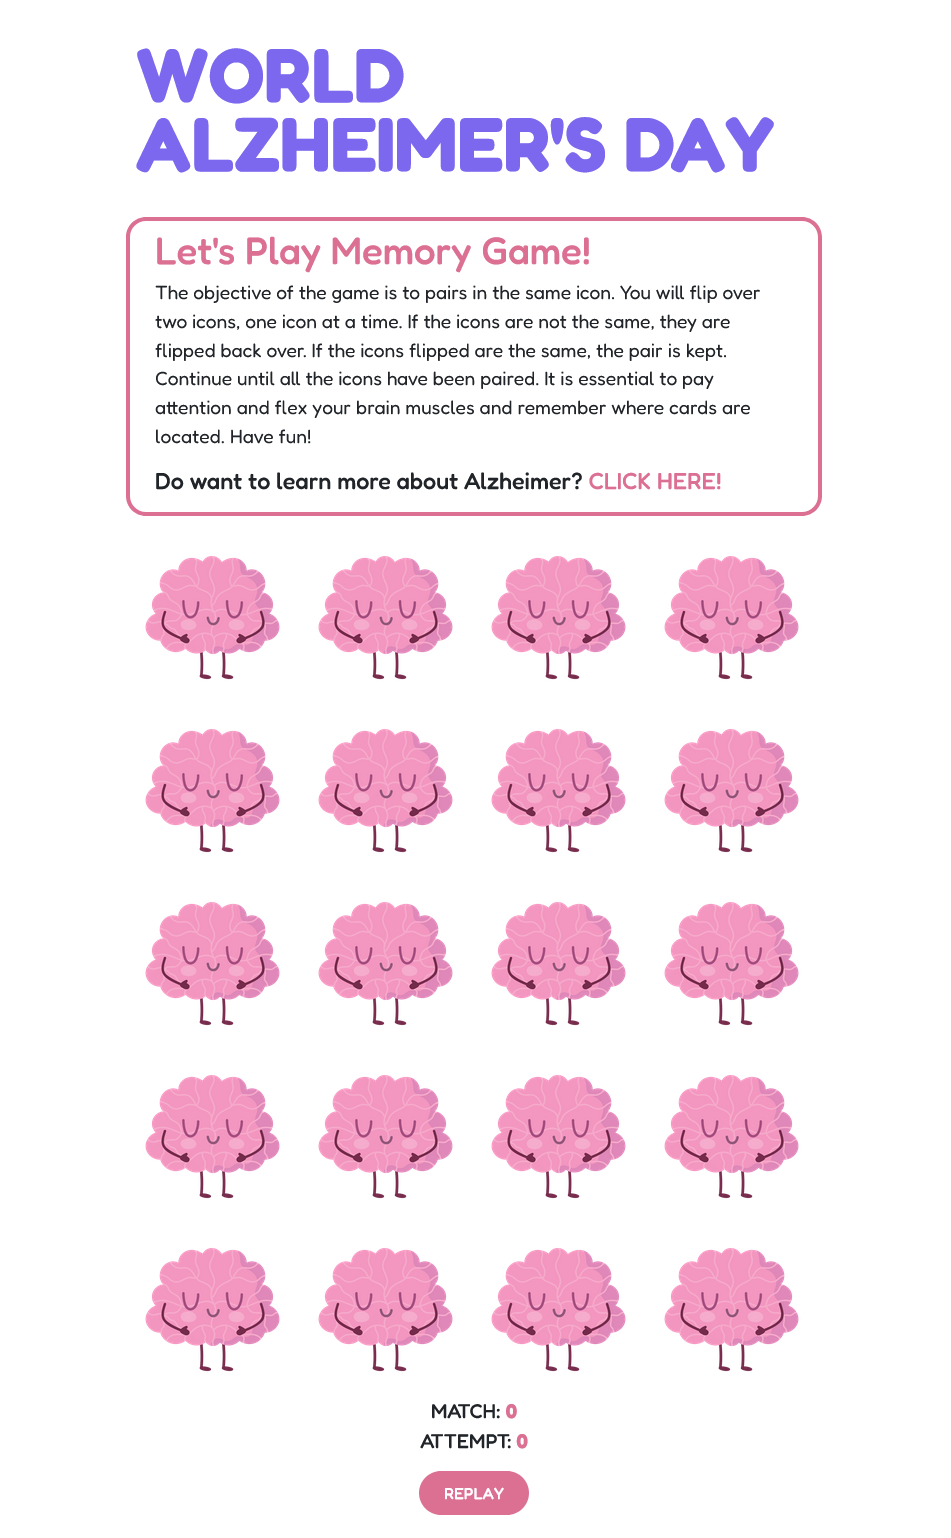 WORLD
ALZHEIMER'S DAY
Let's Play Memory Game!
The objective of the game is to pairs in the same icon. You will flip over
two icons, one icon at a time. If the icons are not the same, they are
flipped back over. If the icons flipped are the same, the pair is kept.
Continue until all the icons have been paired. It is essential to pay
attention and flex your brain muscles and remember where cards are
located. Have fun!
Do want to learn more about Alzheimer? CLICK HERE!
MATCH: 0
ATTEMPT: 0
REPLAY